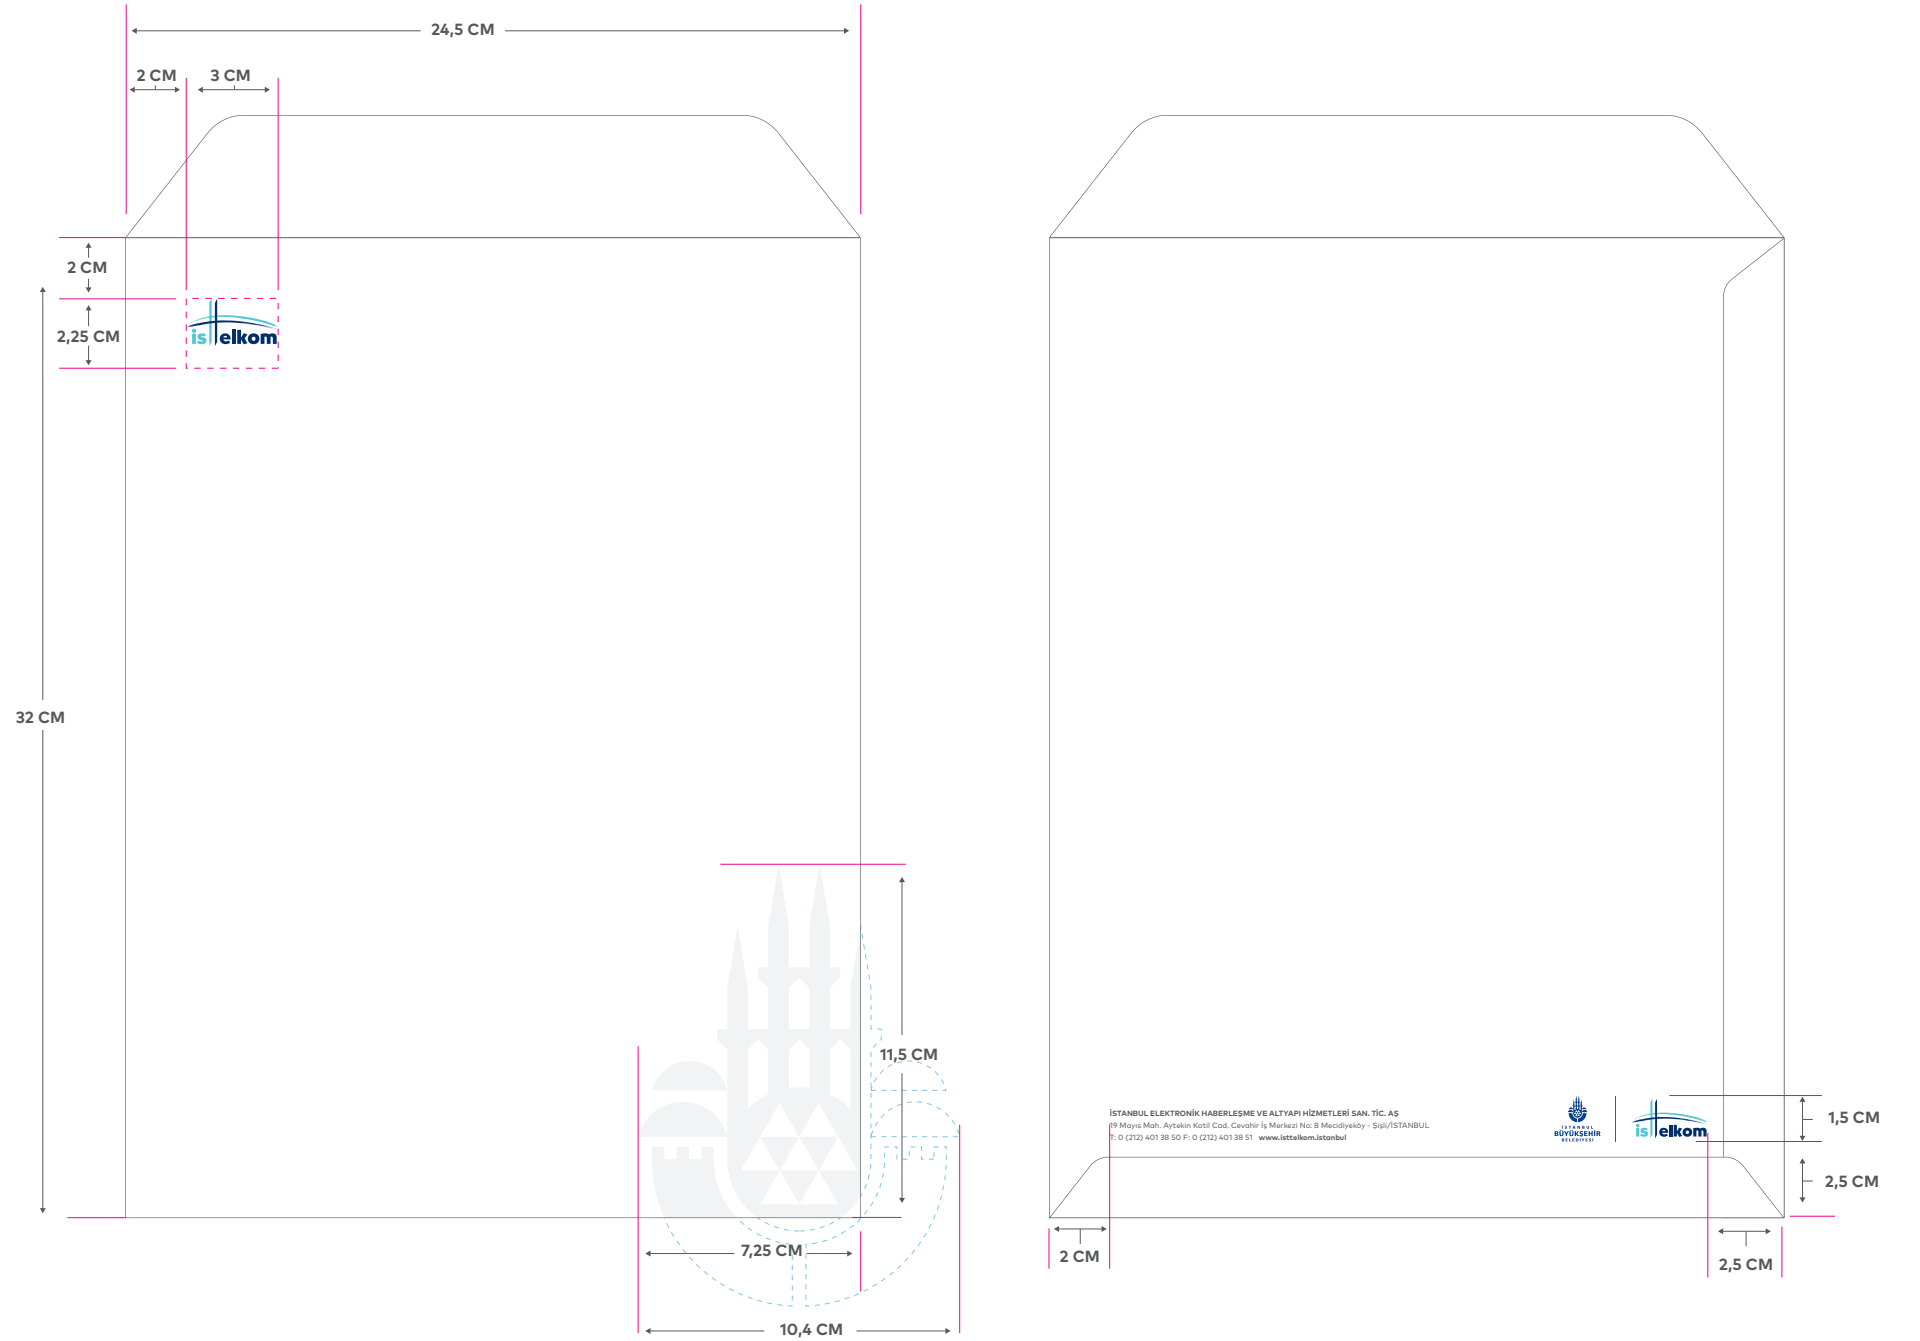 24,5 CM
2 CM
3 CM
2 CM
2,25 CM
isttelkom
32 CM
11,5 CM
7,25 CM
10,4 CM
İSTANBUL ELEKTRONİK HABERLEŞME VE ALTYAPI HİZMETLERİ SAN. TİC. AŞ
19 Mayıs Mah. Aytekin Kotil Cad. Cevahir İş Merkezi No: 8 Mecidiyeköy - Şişli/İSTANBUL
T: 0 (212) 401 38 50 F: 0 (212) 401 38 51 www.isttelkom.istanbul
İSTANBUL
BÜYÜKŞEHİR
BELEDİYESİ
isttelkom
1,5 CM
2,5 CM
2 CM
2,5 CM